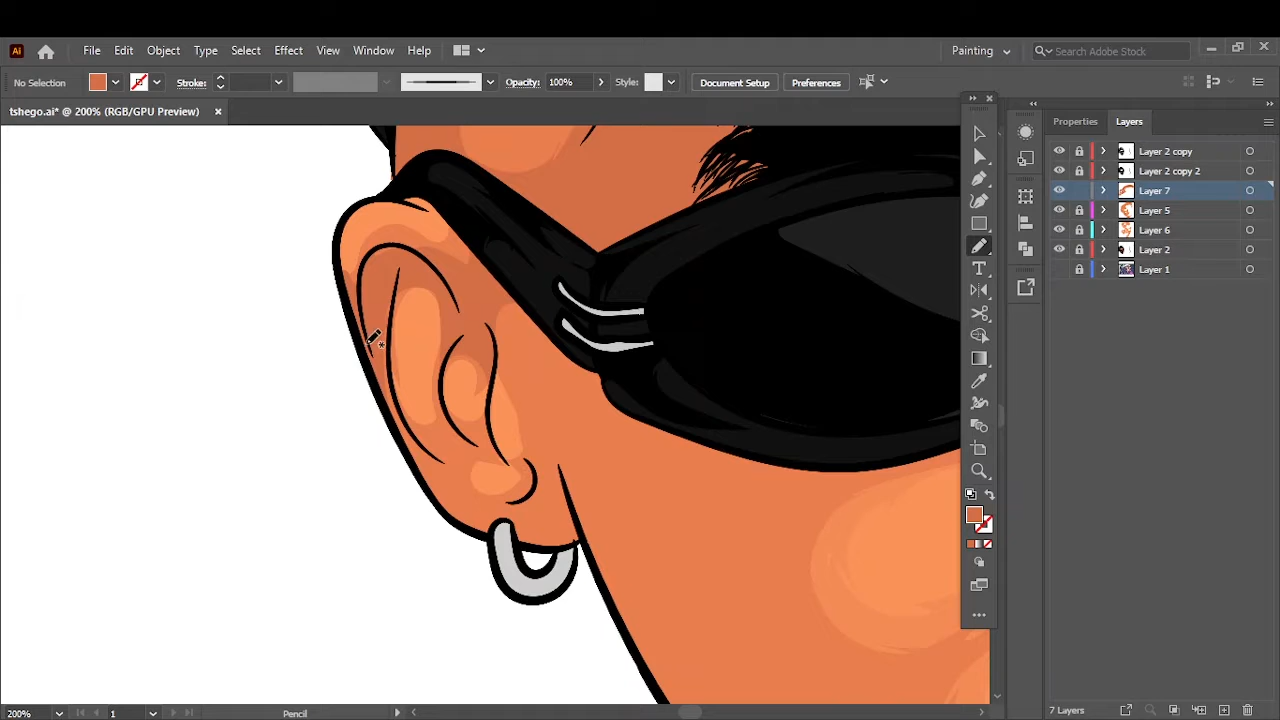 Ai File Edit Object Type Select Effect View Window Help Painting Search Adobe Stock
No Selection Stroke: Opacity: 100% Style: Document Setup Preferences
tshego.ai* @ 200% (RGB/GPU Preview)
Properties Layers
Layer 2 copy
Layer 2 copy 2
Layer 7
Layer 5
Layer 6
Layer 2
Layer 1
200% 1 Pencil 7 Layers